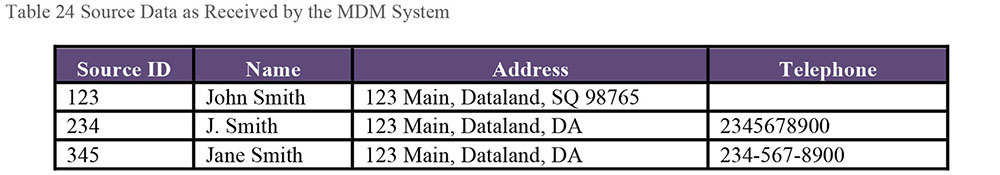 Table 24 Source Data as Received by the MDM System
Source ID Name Address Telephone
123 John Smith 123 Main, Dataland, SQ 98765
234 J. Smith 123 Main, Dataland, DA 2345678900
345 Jane Smith 123 Main, Dataland, DA 234-567-8900